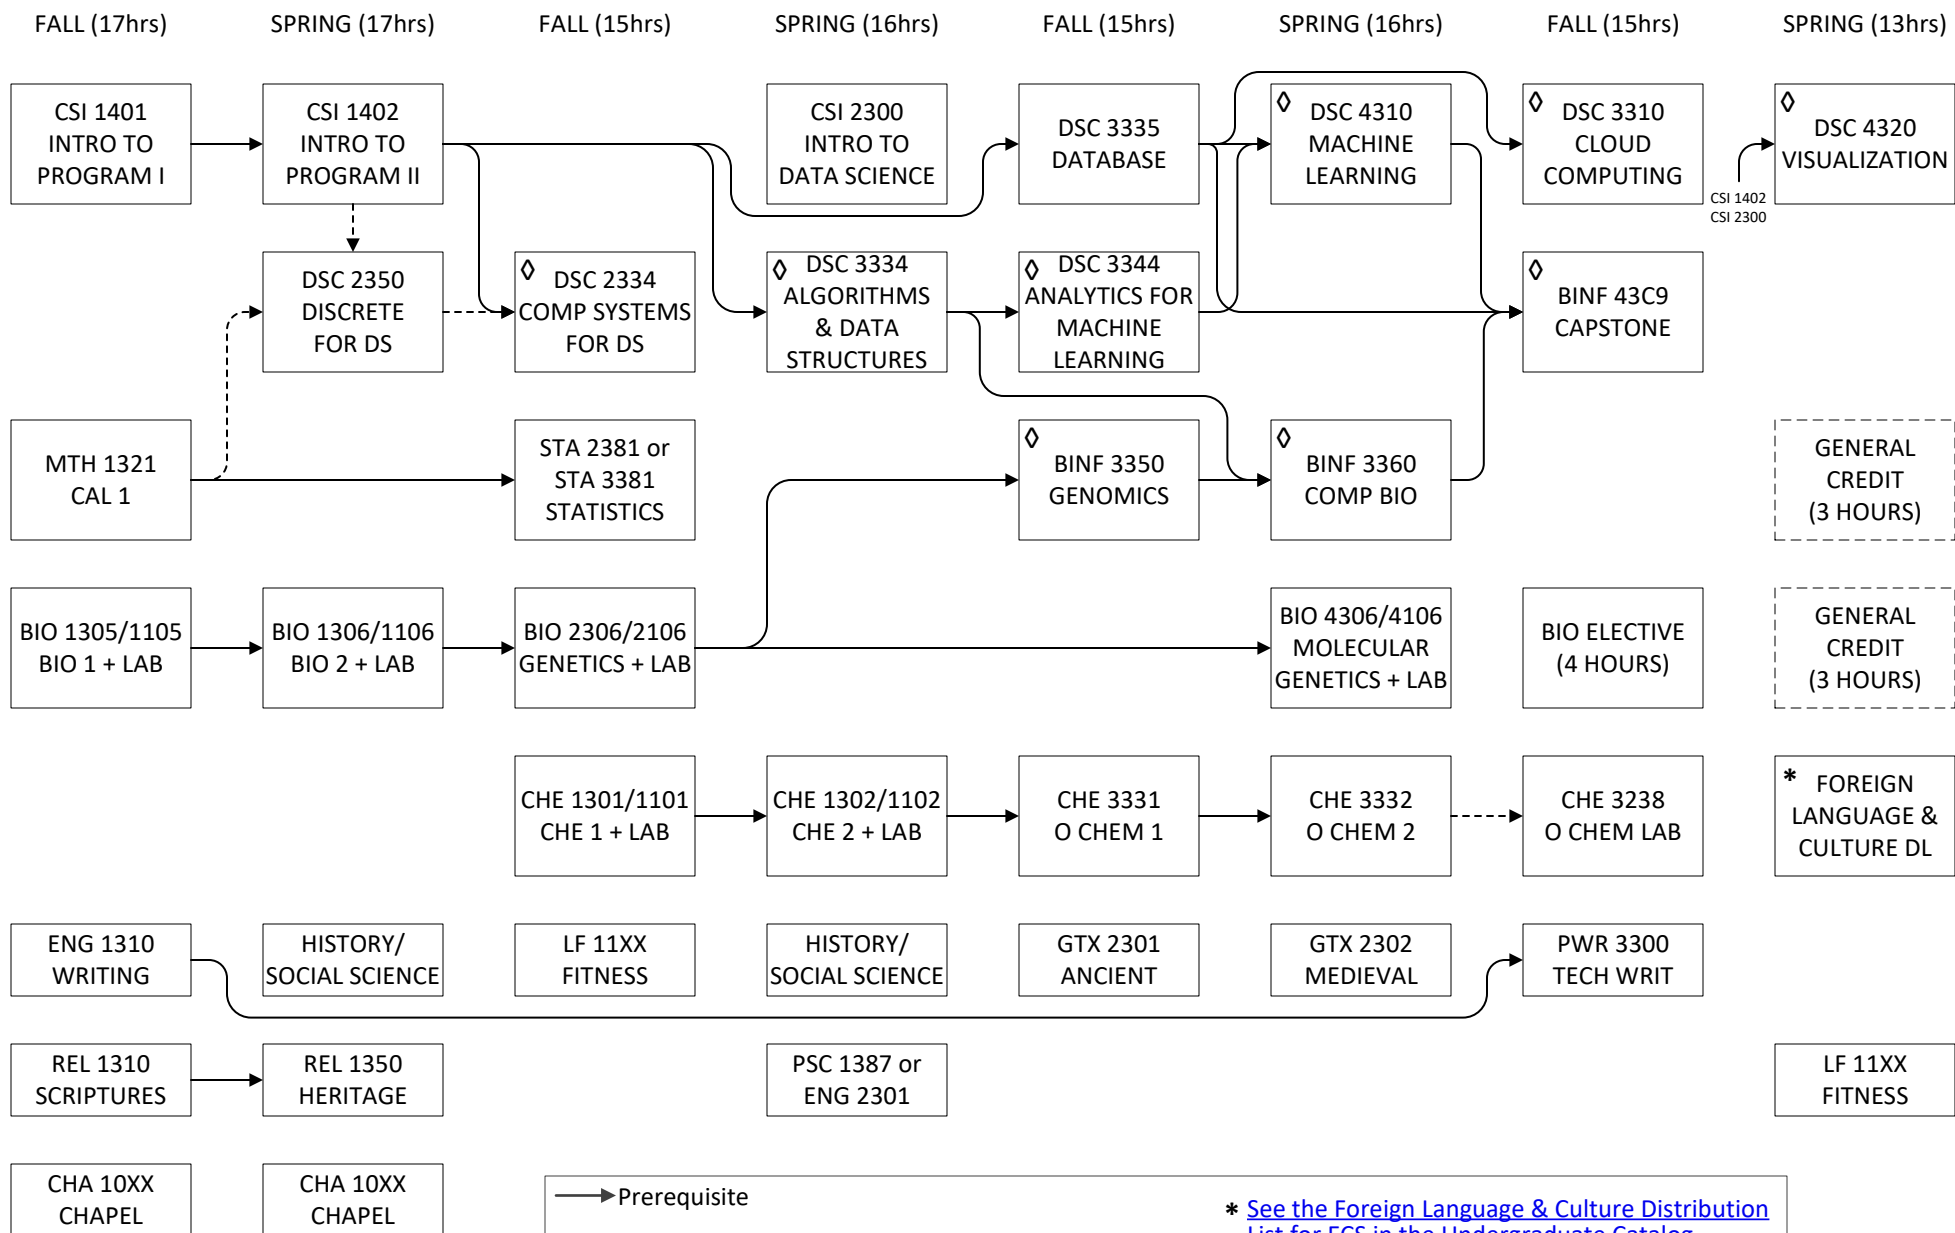 FALL (17hrs)
SPRING (17hrs)
FALL (15hrs)
SPRING (16hrs)
FALL (15hrs)
SPRING (16hrs)
FALL (15hrs)
SPRING (13hrs)
CSI 1401
INTRO TO
PROGRAM I
CSI 1402
INTRO TO
PROGRAM II
CSI 2300
INTRO TO
DATA SCIENCE
DSC 3335
DATABASE
◊ DSC 4310
MACHINE
LEARNING
◊ DSC 3310
CLOUD
COMPUTING
CSI 1402
CSI 2300
◊
DSC 4320
VISUALIZATION
DSC 2350
DISCRETE
FOR DS
◊ DSC 2334
COMP SYSTEMS
FOR DS
◊ DSC 3334
ALGORITHMS
& DATA
STRUCTURES
◊ DSC 3344
ANALYTICS FOR
MACHINE
LEARNING
◊
BINF 43C9
CAPSTONE
MTH 1321
CAL 1
STA 2381 or
STA 3381
STATISTICS
◊
BINF 3350
GENOMICS
◊
BINF 3360
COMP BIO
GENERAL
CREDIT
(3 HOURS)
BIO 1305/1105
BIO 1 + LAB
BIO 1306/1106
BIO 2 + LAB
BIO 2306/2106
GENETICS + LAB
BIO 4306/4106
MOLECULAR
GENETICS + LAB
BIO ELECTIVE
(4 HOURS)
GENERAL
CREDIT
(3 HOURS)
CHE 1301/1101
CHE 1 + LAB
CHE 1302/1102
CHE 2 + LAB
CHE 3331
O CHEM 1
CHE 3332
O CHEM 2
CHE 3238
O CHEM LAB
* FOREIGN
LANGUAGE &
CULTURE DL
ENG 1310
WRITING
HISTORY/
SOCIAL SCIENCE
LF 11XX
FITNESS
HISTORY/
SOCIAL SCIENCE
GTX 2301
ANCIENT
GTX 2302
MEDIEVAL
PWR 3300
TECH WRIT
REL 1310
SCRIPTURES
REL 1350
HERITAGE
PSC 1387 or
ENG 2301
LF 11XX
FITNESS
CHA 10XX
CHAPEL
CHA 10XX
CHAPEL
Prerequisite
* See the Foreign Language & Culture Distribution
List for ECS in the Undergraduate Catalog